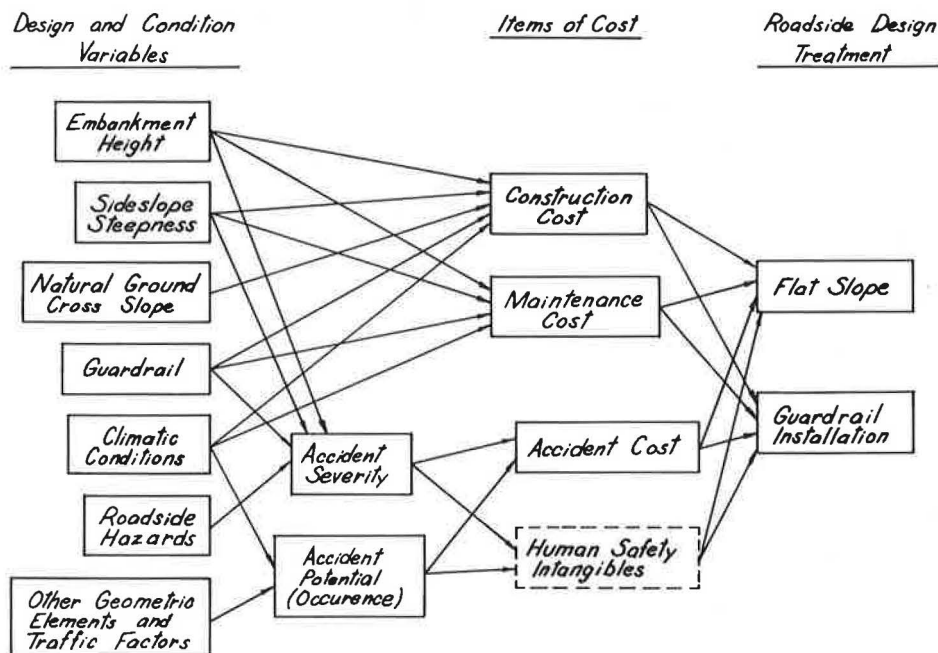 Design and Condition
Variables
Items of Cost
Roadside Design
Treatment
Embankment
Height
Sideslope
Steepness
Natural Ground
Cross Slope
Guardrail
Climatic
Conditions
Roadside
Hazards
Other Geometric
Elements and
Traffic Factors
Accident
Severity
Accident
Potential
(Occurence)
Construction
Cost
Maintenance
Cost
Accident Cost
Human Safety
Intangibles
Flat Slope
Guardrail
Installation